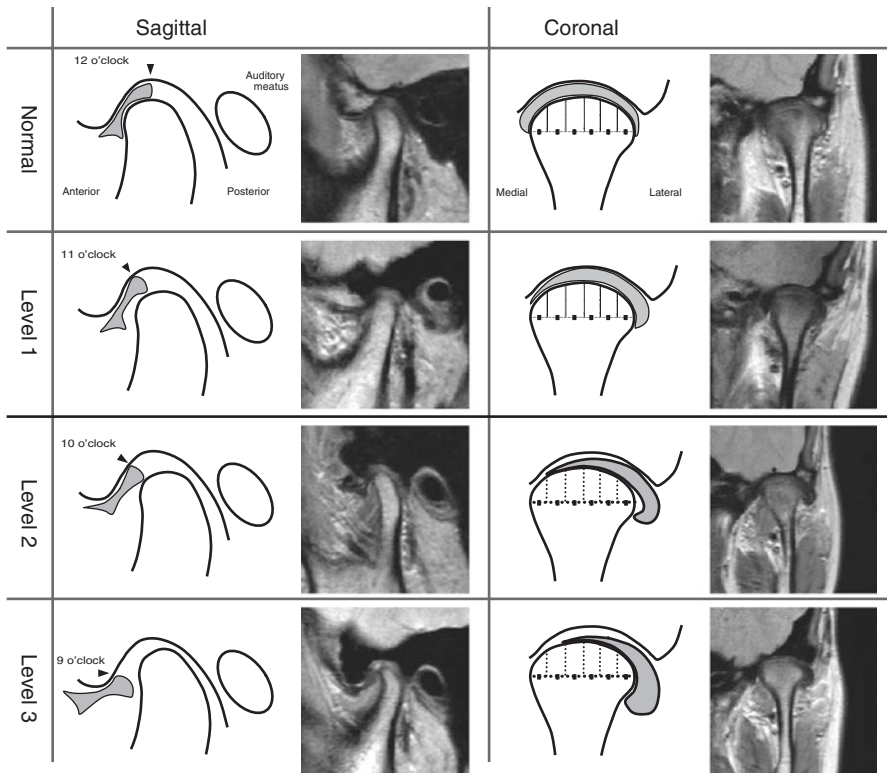 Sagittal
Coronal
Normal
12 o'clock
Auditory
meatus
Anterior
Posterior
Medial
Lateral
Level 1
11 o'clock
Level 2
10 o'clock
Level 3
9 o'clock